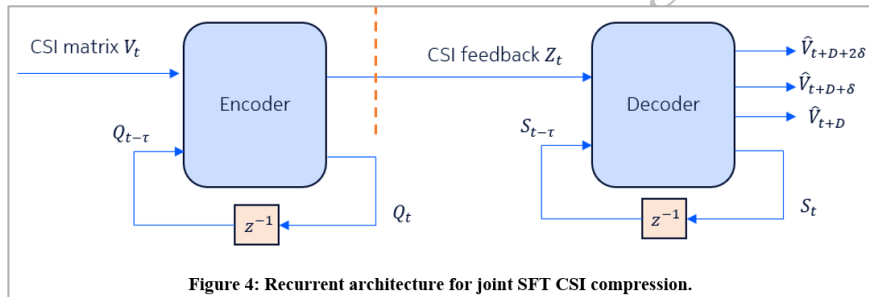 CSI matrix V_t
CSI feedback Z_t
V̂_{t+D+2δ}
Encoder
Decoder
V̂_{t+D+δ}
V̂_{t+D}
Q_{t−τ}
S_{t−τ}
Q_t
S_t
z^{−1}
z^{−1}
Figure 4: Recurrent architecture for joint SFT CSI compression.